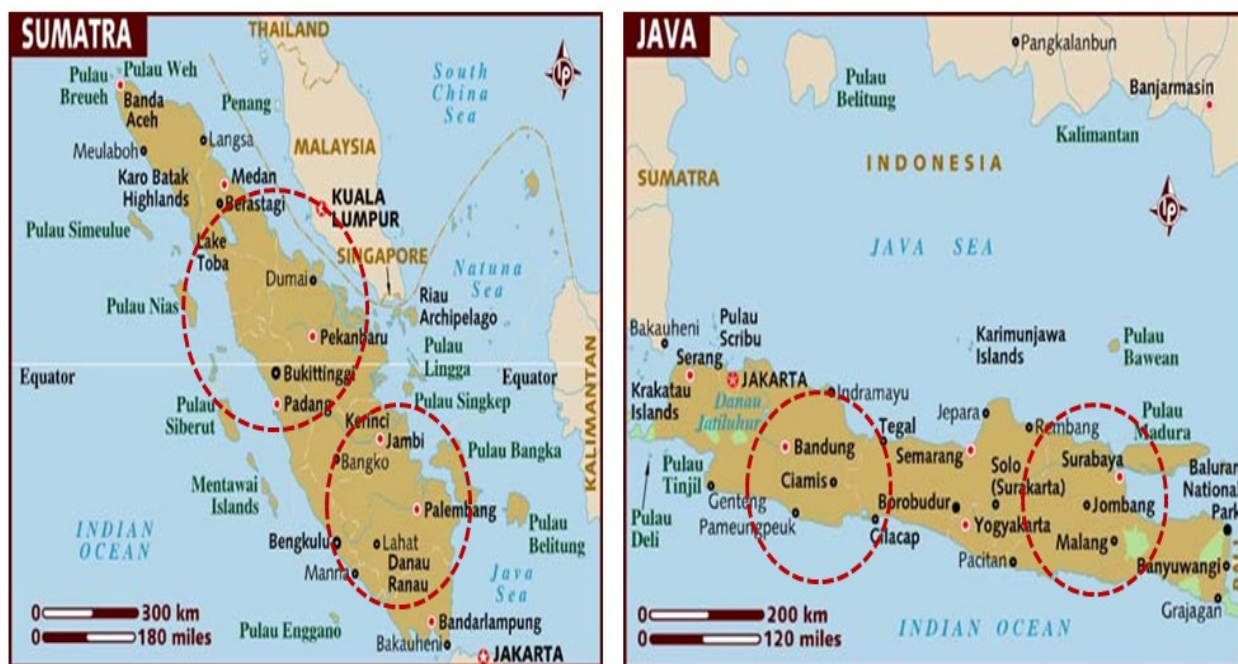 SUMATRA
THAILAND
Pulau Weh
Pulau
Breueh
Banda
Aceh
Penang
South
China
Sea
Langsa
Meulaboh
MALAYSIA
Karo Batak
Highlands
Medan
Berastagi
KUALA
LUMPUR
Pulau Simeulue
Lake
Toba
SINGAPORE
Dumai
Natuna
Sea
Pulau Nias
Riau
Archipelago
Pekanbaru
Pulau
Lingga
Equator
Equator
Bukittinggi
Pulau Singkep
Padang
Pulau
Siberut
Kerinci
Jambi
Bangko
Pulau Bangka
KALIMANTAN
Mentawai
Islands
Palembang
Pulau
Belitung
INDIAN
OCEAN
Bengkulu
Lahat
Danau
Ranau
Manna
Java
Sea
0 300 km
0 180 miles
Pulau Enggano
Bandarlampung
Bakauheni
JAKARTA
JAVA
Pangkalanbun
Pulau
Belitung
Banjarmasin
Kalimantan
INDONESIA
SUMATRA
JAVA SEA
Bakauheni
Pulau
Scribu
Karimunjawa
Islands
Pulau
Bawean
Serang
JAKARTA
Krakatau
Islands
Danau
Jatiluhur
Indramayu
Jepara
Rembang
Pulau
Madura
Tegal
Bandung
Semarang
Surabaya
Pulau
Tinjil
Ciamis
Solo
(Surakarta)
Baluran
National
Park
Genteng
Borobudur
Jombang
Pulau
Deli
Pameungpeuk
Cilacap
Yogyakarta
Malang
Pacitan
Banyuwangi
BALI
Grajagan
0 200 km
0 120 miles
INDIAN OCEAN